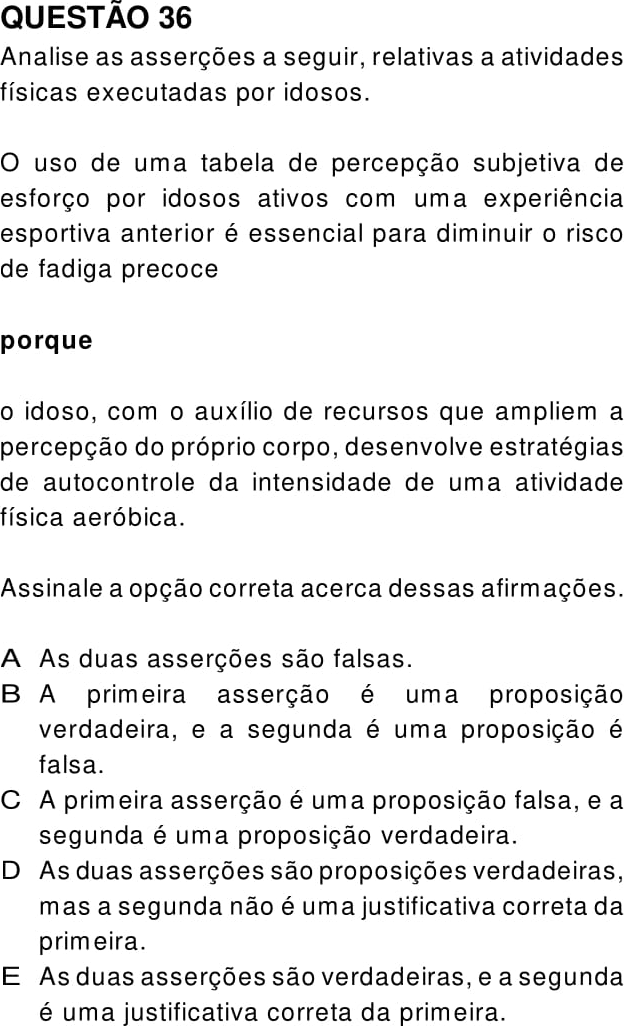 QUESTÃO 36
Analise as asserções a seguir, relativas a atividades
físicas executadas por idosos.
O uso de uma tabela de percepção subjetiva de
esforço por idosos ativos com uma experiência
esportiva anterior é essencial para diminuir o risco
de fadiga precoce
porque
o idoso, com o auxílio de recursos que ampliem a
percepção do próprio corpo, desenvolve estratégias
de autocontrole da intensidade de uma atividade
física aeróbica.
Assinale a opção correta acerca dessas afirmações.
A As duas asserções são falsas.
B A primeira asserção é uma proposição
verdadeira, e a segunda é uma proposição é
falsa.
C A primeira asserção é uma proposição falsa, e a
segunda é uma proposição verdadeira.
D As duas asserções são proposições verdadeiras,
mas a segunda não é uma justificativa correta da
primeira.
E As duas asserções são verdadeiras, e a segunda
é uma justificativa correta da primeira.